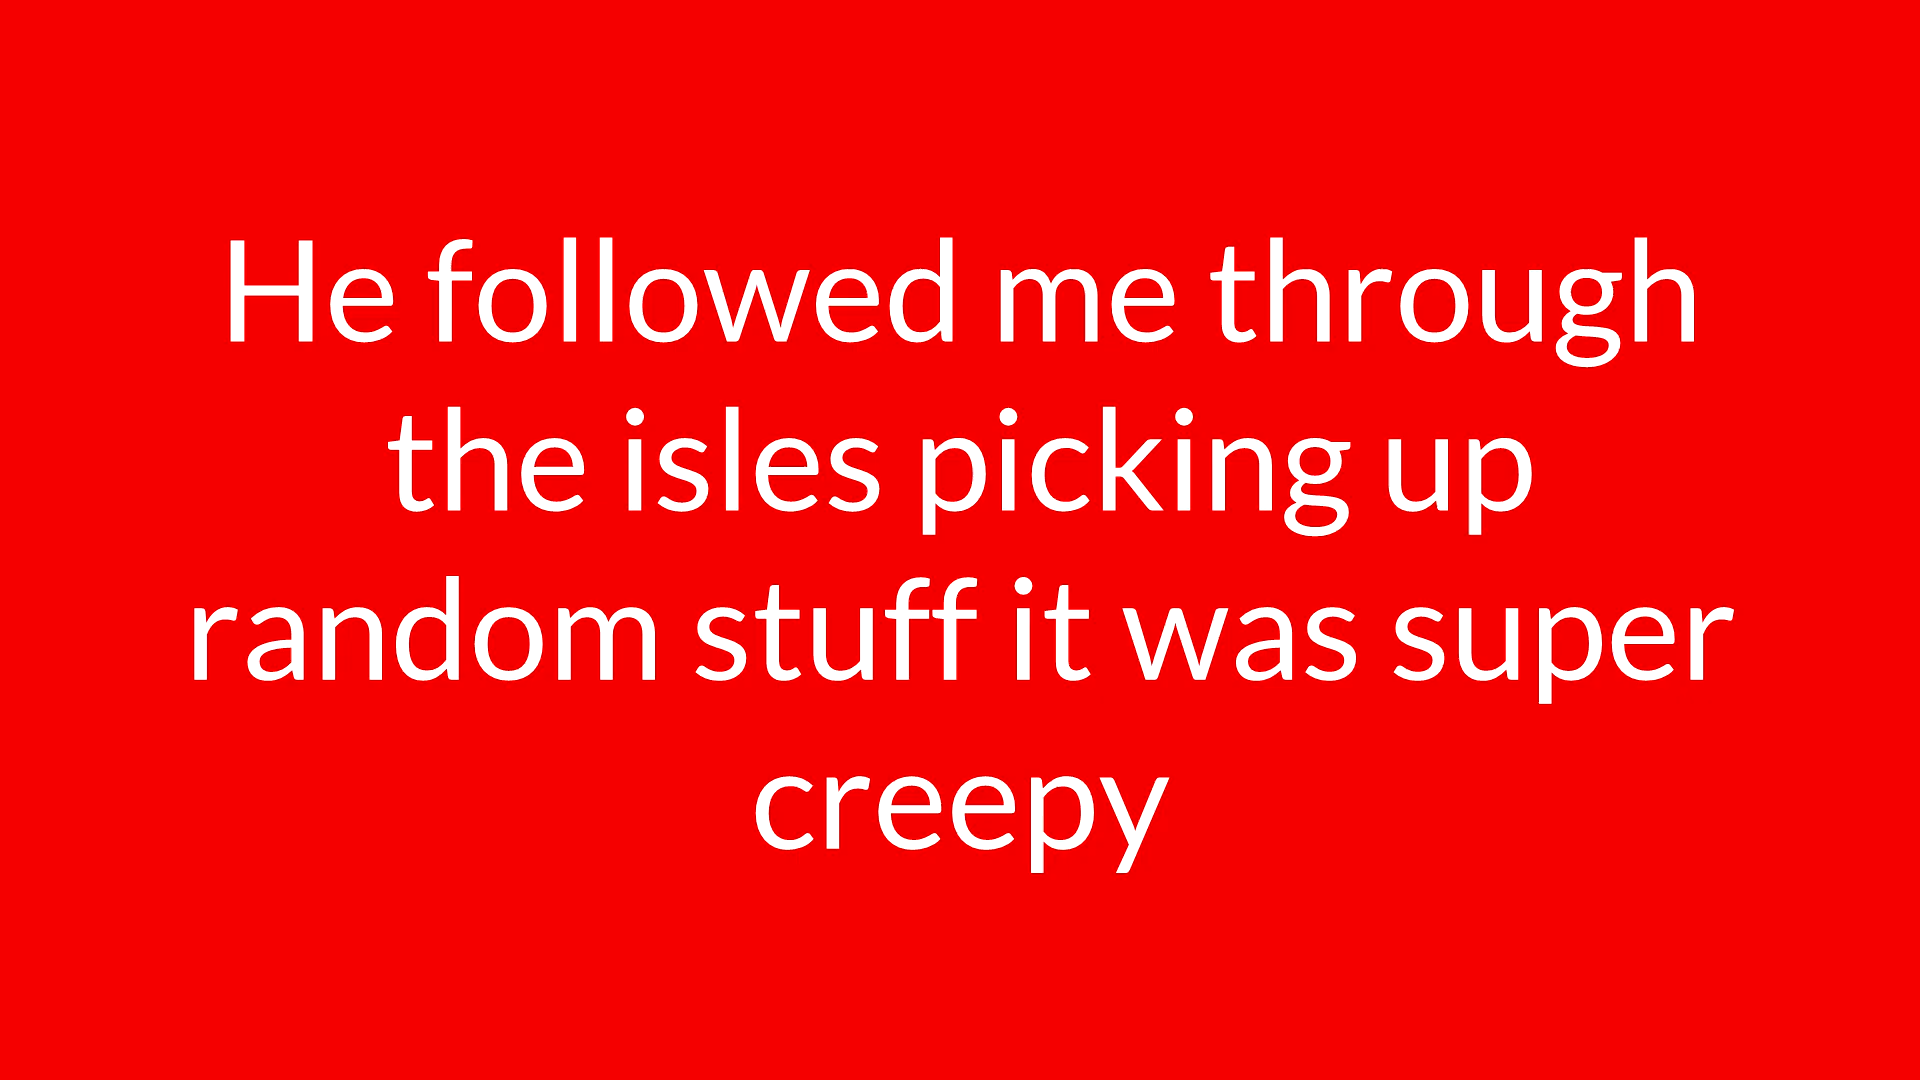 He followed me through
the isles picking up
random stuff it was super
creepy